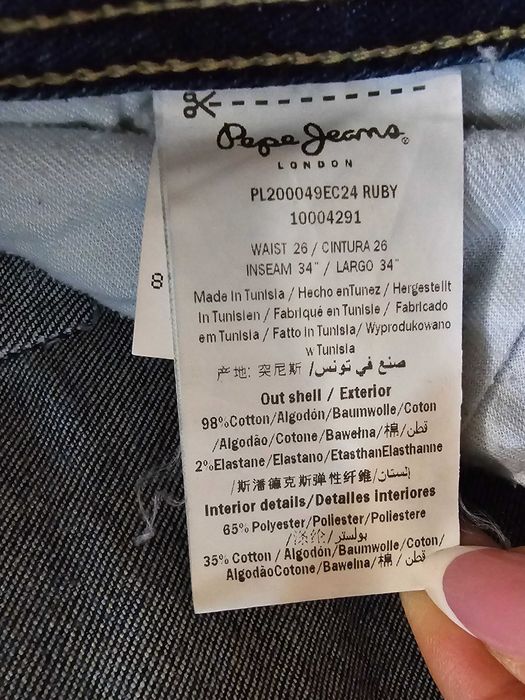 Pepe Jeans®
LONDON
PL200049EC24 RUBY
10004291
WAIST 26 / CINTURA 26
INSEAM 34" / LARGO 34"
Made in Tunisia / Hecho enTunez / Hergestellt
in Tunesien / Fabriqué en Tunisie / Fabricado
em Tunisia / Fatto in Tunisia/ Wyprodukowano
w Tunisia
产地: 突尼斯 /صنع في تونس
Out shell / Exterior
98%Cotton/Algodón/Baumwolle/Coton
/Algodão/Cotone/Bawełna/棉/ قطن
2%Elastane/Elastano/EtasthanElasthanne
/斯潘德克斯弹性纤维/إلستان
Interior details/Detalles interiores
65% Polyester/Poliester/Poliestere
/涤纶/بولستر
35% Cotton / Algodón/Baumwolle/Coton/
AlgodãoCotone/Bawełna/棉 / قطن
8